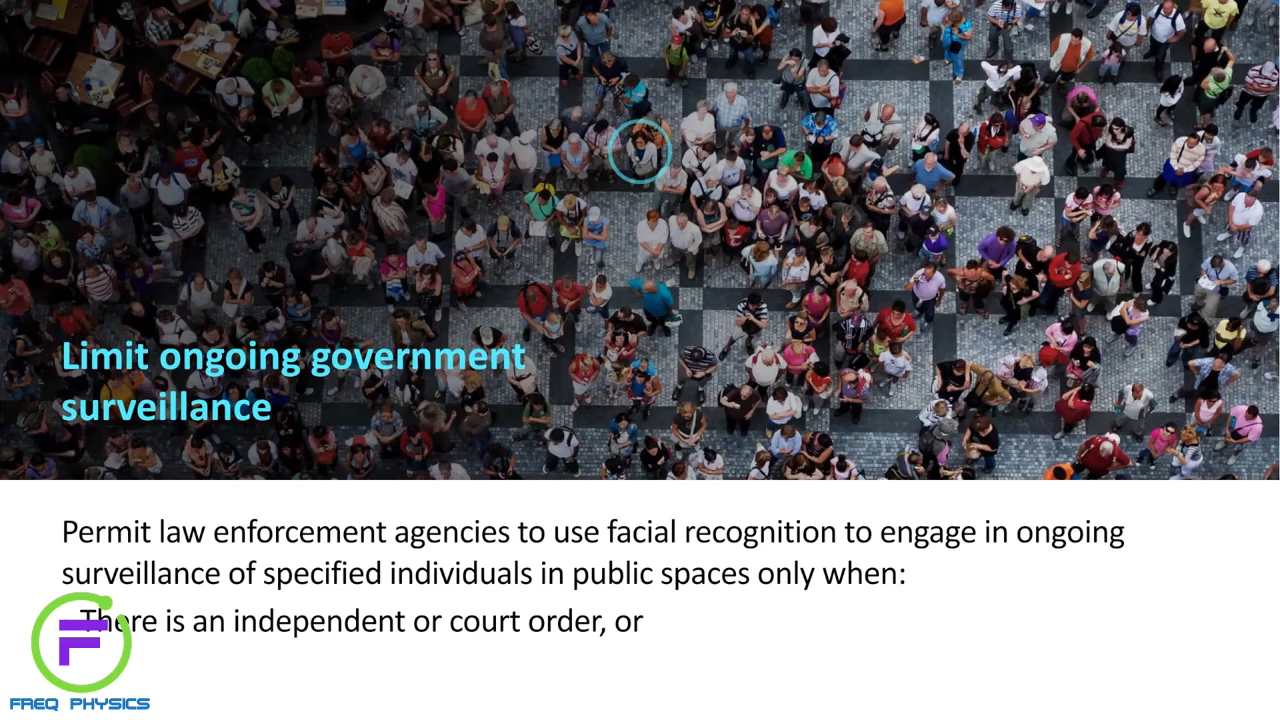 Limit ongoing government
surveillance
Permit law enforcement agencies to use facial recognition to engage in ongoing
surveillance of specified individuals in public spaces only when:
There is an independent or court order, or
F
FREQ PHYSICS